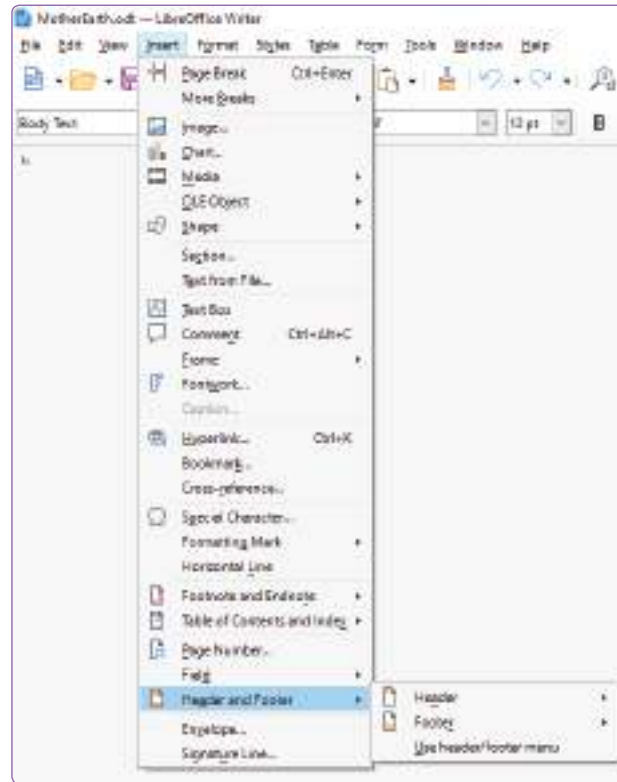 MotherEarth.odt — LibreOffice Writer
File Edit View Insert Format Styles Table Form Tools Window Help
Body Text 12 pt B
Page Break Ctrl+Enter
More Breaks
Image...
Chart...
Media
OLE Object
Shape
Section...
Text from File...
Text Box
Comment Ctrl+Alt+C
Frame
Fontwork...
Caption...
Hyperlink... Ctrl+K
Bookmark...
Cross-reference...
Special Character...
Formatting Mark
Horizontal Line
Footnote and Endnote
Table of Contents and Index
Page Number...
Field
Header and Footer
Header
Footer
Use header/footer menu
Envelope...
Signature Line...